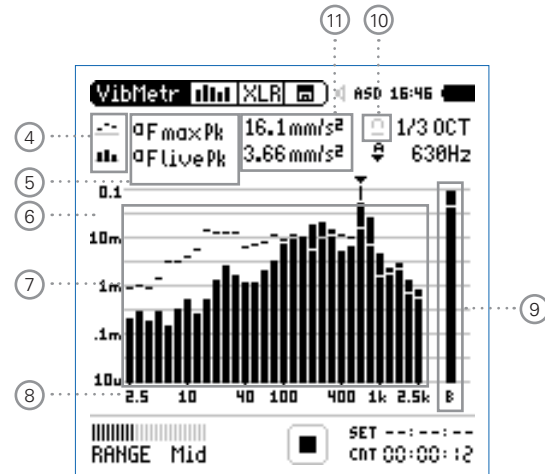 11 10
VibMetr XLR ASD 16:46
4 aFmaxPk 16.1mm/s² 1/3 OCT
aFlivePk 3.66mm/s² 630Hz
5
0.1
6
10m
7 1m
9
.1m
10u
8 2.5 10 40 100 400 1k 2.5k B
SET --:--:--
RANGE Mid CNT 00:00:12